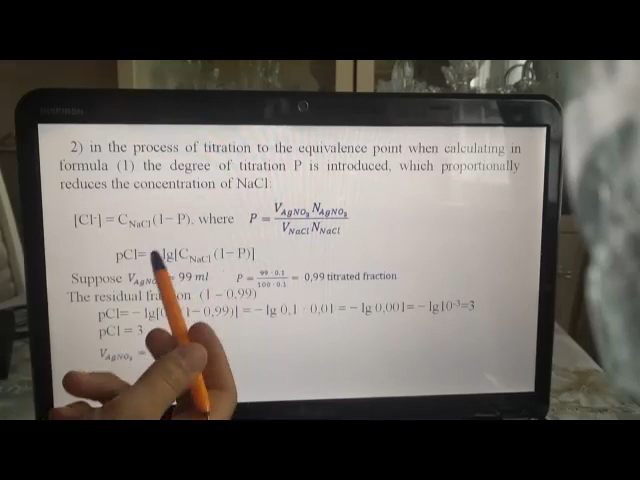 INSPIRON
2) in the process of titration to the equivalence point when calculating in
formula (1) the degree of titration P is introduced, which proportionally
reduces the concentration of NaCl:
[Cl-] = C_NaCl (1− P), where P = V_AgNO₃ N_AgNO₃ / V_NaCl N_NaCl
pCl= lg[C_NaCl (1− P)]
Suppose V_AgNO = 99 ml P = 99 · 0.1 / 100 · 0.1 = 0,99 titrated fraction
The residual fraction (1 − 0,99)
pCl= − lg[0 1− 0,99)] = − lg 0,1 · 0,01 = − lg 0,001 = − lg10⁻³=3
pCl = 3
V_AgNO₃ =